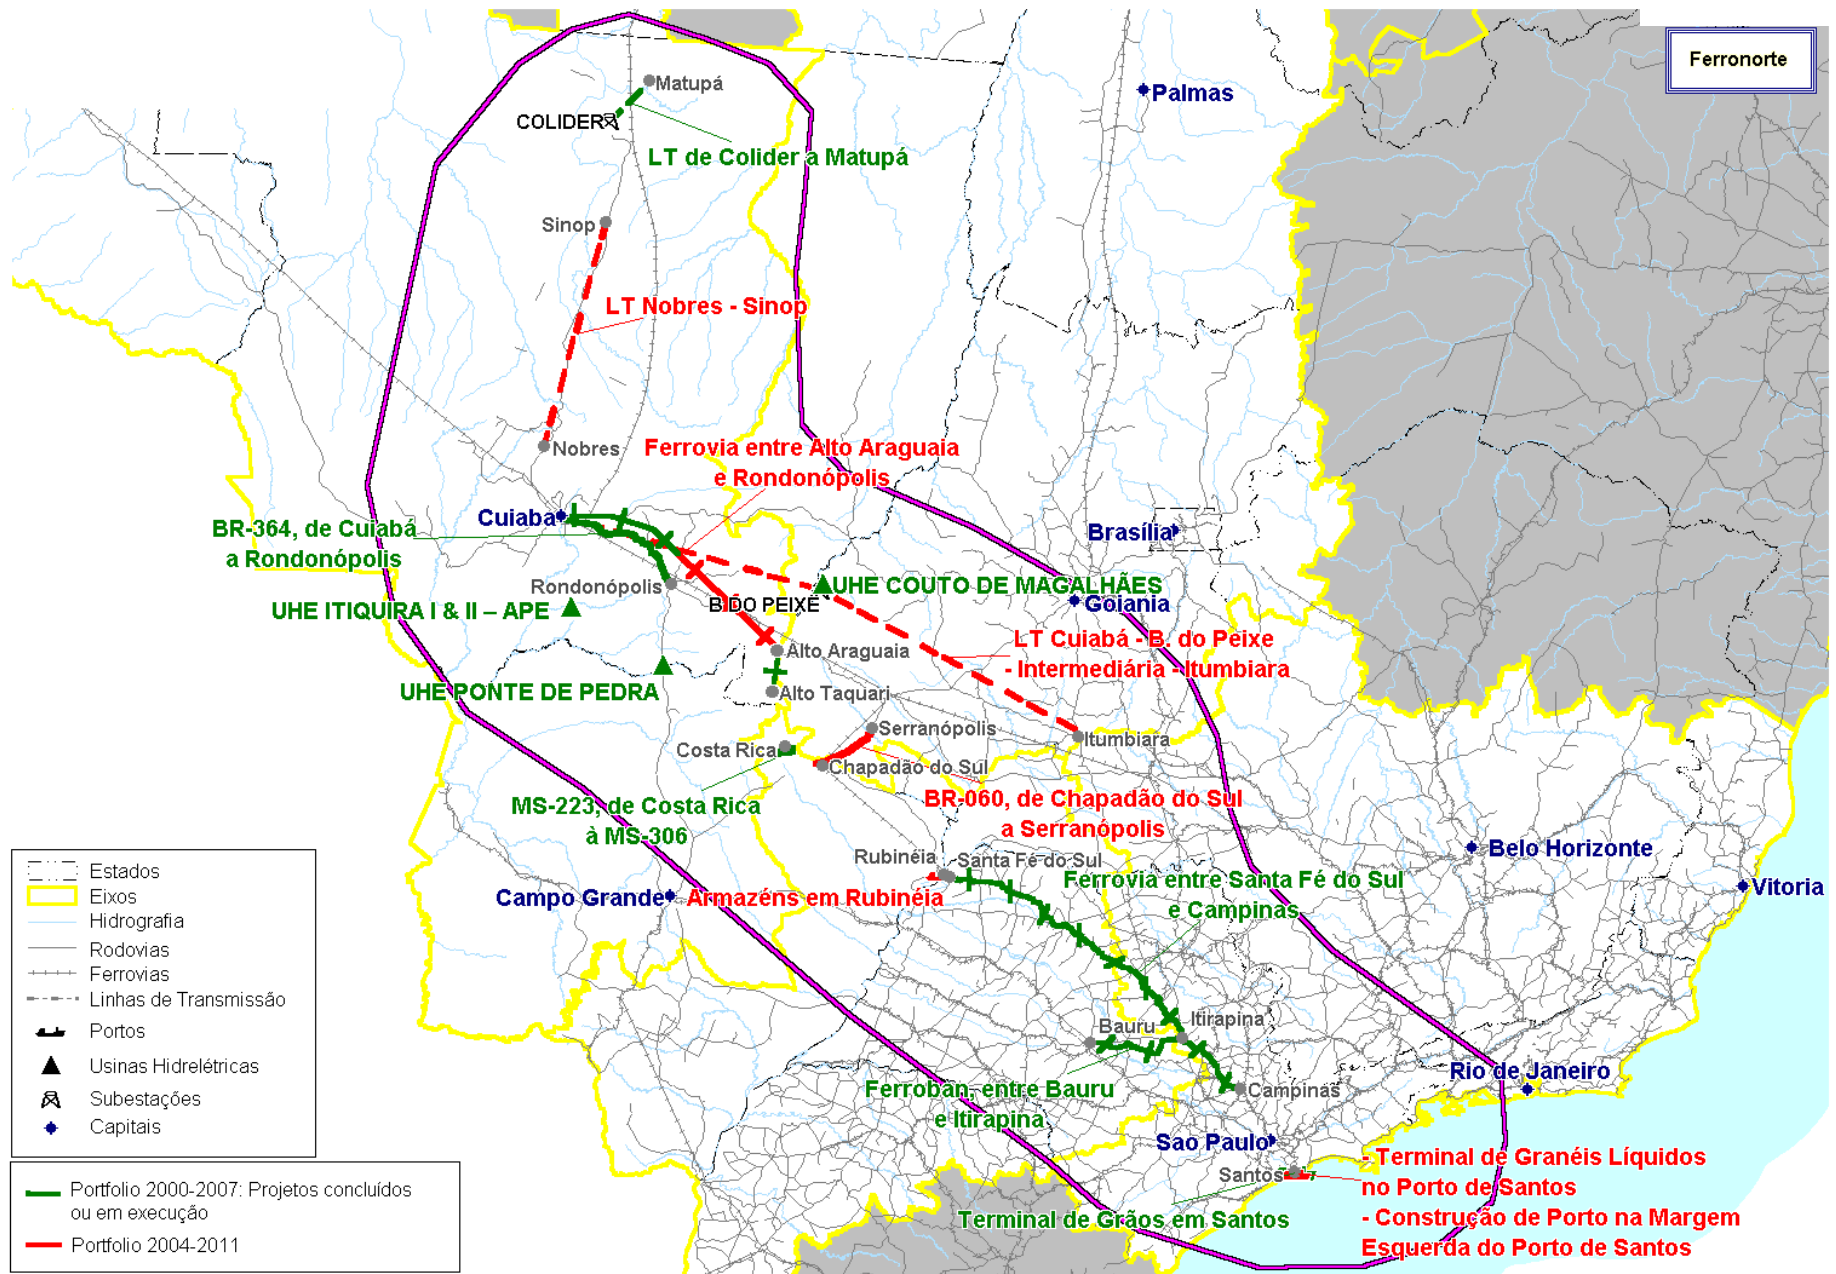 Ferronorte
Matupá
Palmas
COLIDER
LT de Colider a Matupá
Sinop
LT Nobres - Sinop
Nobres
Ferrovia entre Alto Araguaia
e Rondonópolis
Cuiaba
BR-364, de Cuiabá
a Rondonópolis
Brasília
Rondonópolis
UHE COUTO DE MAGALHÃES
B DO PEIXE
Goiania
UHE ITIQUIRA I & II – APE
LT Cuiabá - B. do Peixe
- Intermediária - Itumbiara
Alto Araguaia
UHE PONTE DE PEDRA
Alto Taquari
Serranópolis
Itumbiara
Costa Rica
Chapadão do Sul
MS-223, de Costa Rica
à MS-306
BR-060, de Chapadão do Sul
a Serranópolis
Rubinéia
Santa Fé do Sul
Belo Horizonte
Ferrovia entre Santa Fé do Sul
e Campinas
Vitoria
Campo Grande
Armazéns em Rubinéia
Bauru
Itirapina
Ferroban, entre Bauru
e Itirapina
Campinas
Rio de Janeiro
Sao Paulo
Santos
- Terminal de Granéis Líquidos
no Porto de Santos
- Construção de Porto na Margem
Esquerda do Porto de Santos
Terminal de Grãos em Santos
Estados
Eixos
Hidrografia
Rodovias
Ferrovias
Linhas de Transmissão
Portos
Usinas Hidrelétricas
Subestações
Capitais
Portfolio 2000-2007: Projetos concluídos
ou em execução
Portfolio 2004-2011